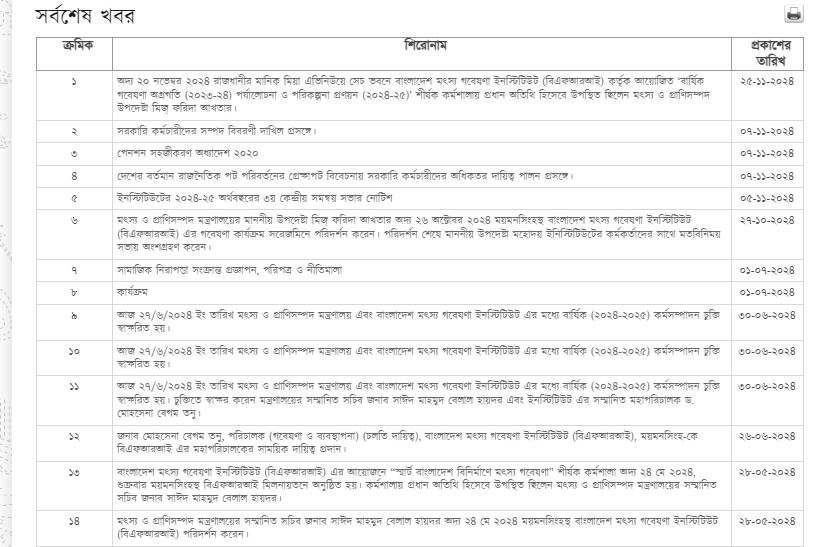 সর্বশেষ খবর
ক্রমিক শিরোনাম প্রকাশের
তারিখ
১ অদ্য ২০ নভেম্বর ২০২৪ রাজধানীর মানিক মিয়া এভিনিউয়ে সেচ ভবনে বাংলাদেশ মৎস্য গবেষণা ইনস্টিটিউট (বিএফআরআই) কর্তৃক আয়োজিত ‘বার্ষিক ২৫-১১-২০২৪
গবেষণা অগ্রগতি (২০২৩-২৪) পর্যালোচনা ও পরিকল্পনা প্রণয়ন (২০২৪-২৫)’ শীর্ষক কর্মশালায় প্রধান অতিথি হিসেবে উপস্থিত ছিলেন মৎস্য ও প্রাণিসম্পদ
উপদেষ্টা মিজ্ ফরিদা আখতার।
২ সরকারি কর্মচারীদের সম্পদ বিবরণী দাখিল প্রসঙ্গে। ০৭-১১-২০২৪
৩ পেনশন সহজীকরণ অধ্যাদেশ ২০২০ ০৭-১১-২০২৪
৪ দেশের বর্তমান রাজনৈতিক পট পরিবর্তনের প্রেক্ষাপট বিবেচনায় সরকারি কর্মচারীদের অধিকতর দায়িত্ব পালন প্রসঙ্গে। ০৭-১১-২০২৪
৫ ইনস্টিটিউটের ২০২৪-২৫ অর্থবছরের ৩য় কেন্দ্রীয় সমন্বয় সভার নোটিশ ০৫-১১-২০২৪
৬ মৎস্য ও প্রাণিসম্পদ মন্ত্রণালয়ের মাননীয় উপদেষ্টা মিজ্ ফরিদা আখতার অদ্য ২৬ অক্টোবর ২০২৪ ময়মনসিংহস্থ বাংলাদেশ মৎস্য গবেষণা ইনস্টিটিউট ২৭-১০-২০২৪
(বিএফআরআই) এর গবেষণা কার্যক্রম সরেজমিনে পরিদর্শন করেন। পরিদর্শন শেষে মাননীয় উপদেষ্টা মহোদয় ইনিস্টিটিউটের কর্মকর্তাদের সাথে মতবিনিময়
সভায় অংশগ্রহণ করেন।
৭ সামাজিক নিরাপত্তা সংক্রান্ত প্রজ্ঞাপন, পরিপত্র ও নীতিমালা ০১-০৭-২০২৪
৮ কার্যক্রম ০১-০৭-২০২৪
৯ আজ ২৭/৬/২০২৪ ইং তারিখ মৎস্য ও প্রাণিসম্পদ মন্ত্রণালয় এবং বাংলাদেশ মৎস্য গবেষণা ইনস্টিটিউট এর মধ্যে বার্ষিক (২০২৪-২০২৫) কর্মসম্পাদন চুক্তি ৩০-০৬-২০২৪
স্বাক্ষরিত হয়।
১০ আজ ২৭/৬/২০২৪ ইং তারিখ মৎস্য ও প্রাণিসম্পদ মন্ত্রণালয় এবং বাংলাদেশ মৎস্য গবেষণা ইনস্টিটিউট এর মধ্যে বার্ষিক (২০২৪-২০২৫) কর্মসম্পাদন চুক্তি ৩০-০৬-২০২৪
স্বাক্ষরিত হয়।
১১ আজ ২৭/৬/২০২৪ ইং তারিখ মৎস্য ও প্রাণিসম্পদ মন্ত্রণালয় এবং বাংলাদেশ মৎস্য গবেষণা ইনস্টিটিউট এর মধ্যে বার্ষিক (২০২৪-২০২৫) কর্মসম্পাদন চুক্তি ৩০-০৬-২০২৪
স্বাক্ষরিত হয়। চুক্তিতে স্বাক্ষর করেন মন্ত্রণালয়ের সম্মানিত সচিব জনাব সাঈদ মাহমুদ বেলাল হায়দর এবং ইনস্টিটিউট এর সম্মানিত মহাপরিচালক ড.
মোহসেনা বেগম তনু।
১২ জনাব মোহসেনা বেগম তনু, পরিচালক (গবেষণা ও ব্যবস্থাপনা) (চলতি দায়িত্ব), বাংলাদেশ মৎস্য গবেষণা ইনস্টিটিউট (বিএফআরআই), ময়মনসিংহ-কে ২৬-০৬-২০২৪
বিএফআরআই এর মহাপরিচালকের সাময়িক দায়িত্ব প্রদান।
১৩ বাংলাদেশ মৎস্য গবেষণা ইনস্টিটিউট (বিএফআরআই) এর আয়োজনে “স্মার্ট বাংলাদেশ বিনির্মাণে মৎস্য গবেষণা” শীর্ষক কর্মশালা অদ্য ২৪ মে ২০২৪, ২৮-০৫-২০২৪
শুক্রবার ময়মনসিংহস্থ বিএফআরআই মিলনায়তনে অনুষ্ঠিত হয়। কর্মশালায় প্রধান অতিথি হিসেবে উপস্থিত ছিলেন মৎস্য ও প্রাণিসম্পদ মন্ত্রণালয়ের সম্মানিত
সচিব জনাব সাঈদ মাহমুদ বেলাল হায়দর।
১৪ মৎস্য ও প্রাণিসম্পদ মন্ত্রণালয়ের সম্মানিত সচিব জনাব সাঈদ মাহমুদ বেলাল হায়দর অদ্য ২৪ মে ২০২৪ ময়মনসিংহস্থ বাংলাদেশ মৎস্য গবেষণা ইনস্টিটিউট ২৮-০৫-২০২৪
(বিএফআরআই) পরিদর্শন করেন।